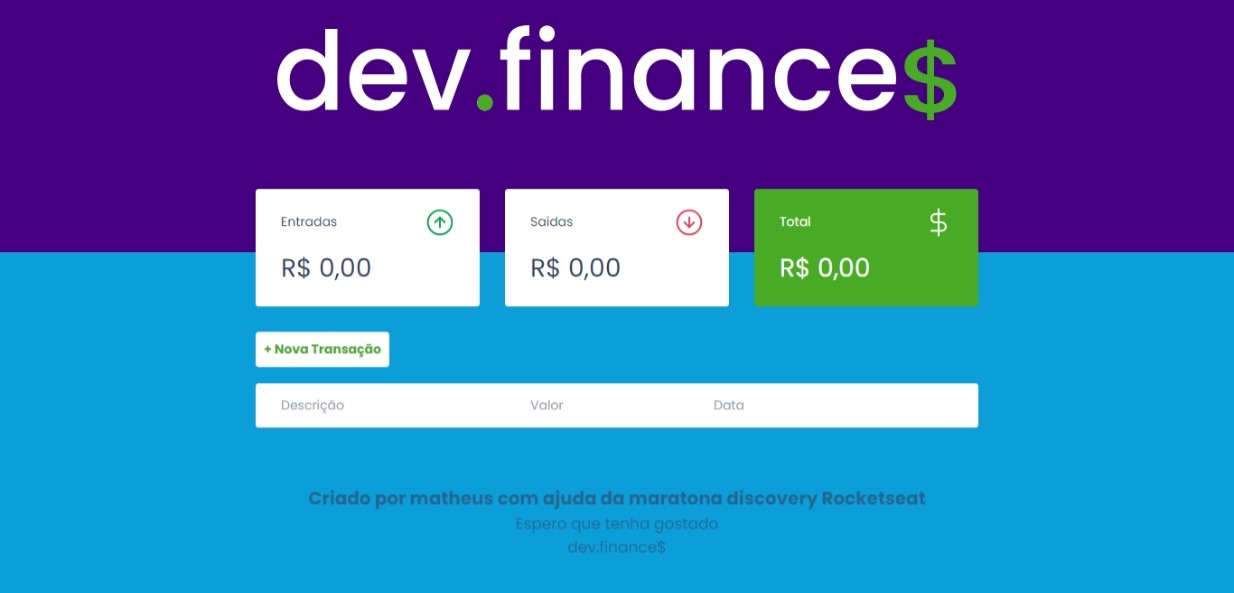 dev.finance$
Entradas
R$ 0,00
Saídas
R$ 0,00
Total
$
R$ 0,00
+ Nova Transação
Descrição Valor Data
Criado por matheus com ajuda da maratona discovery Rocketseat
Espero que tenha gostado
dev.finance$